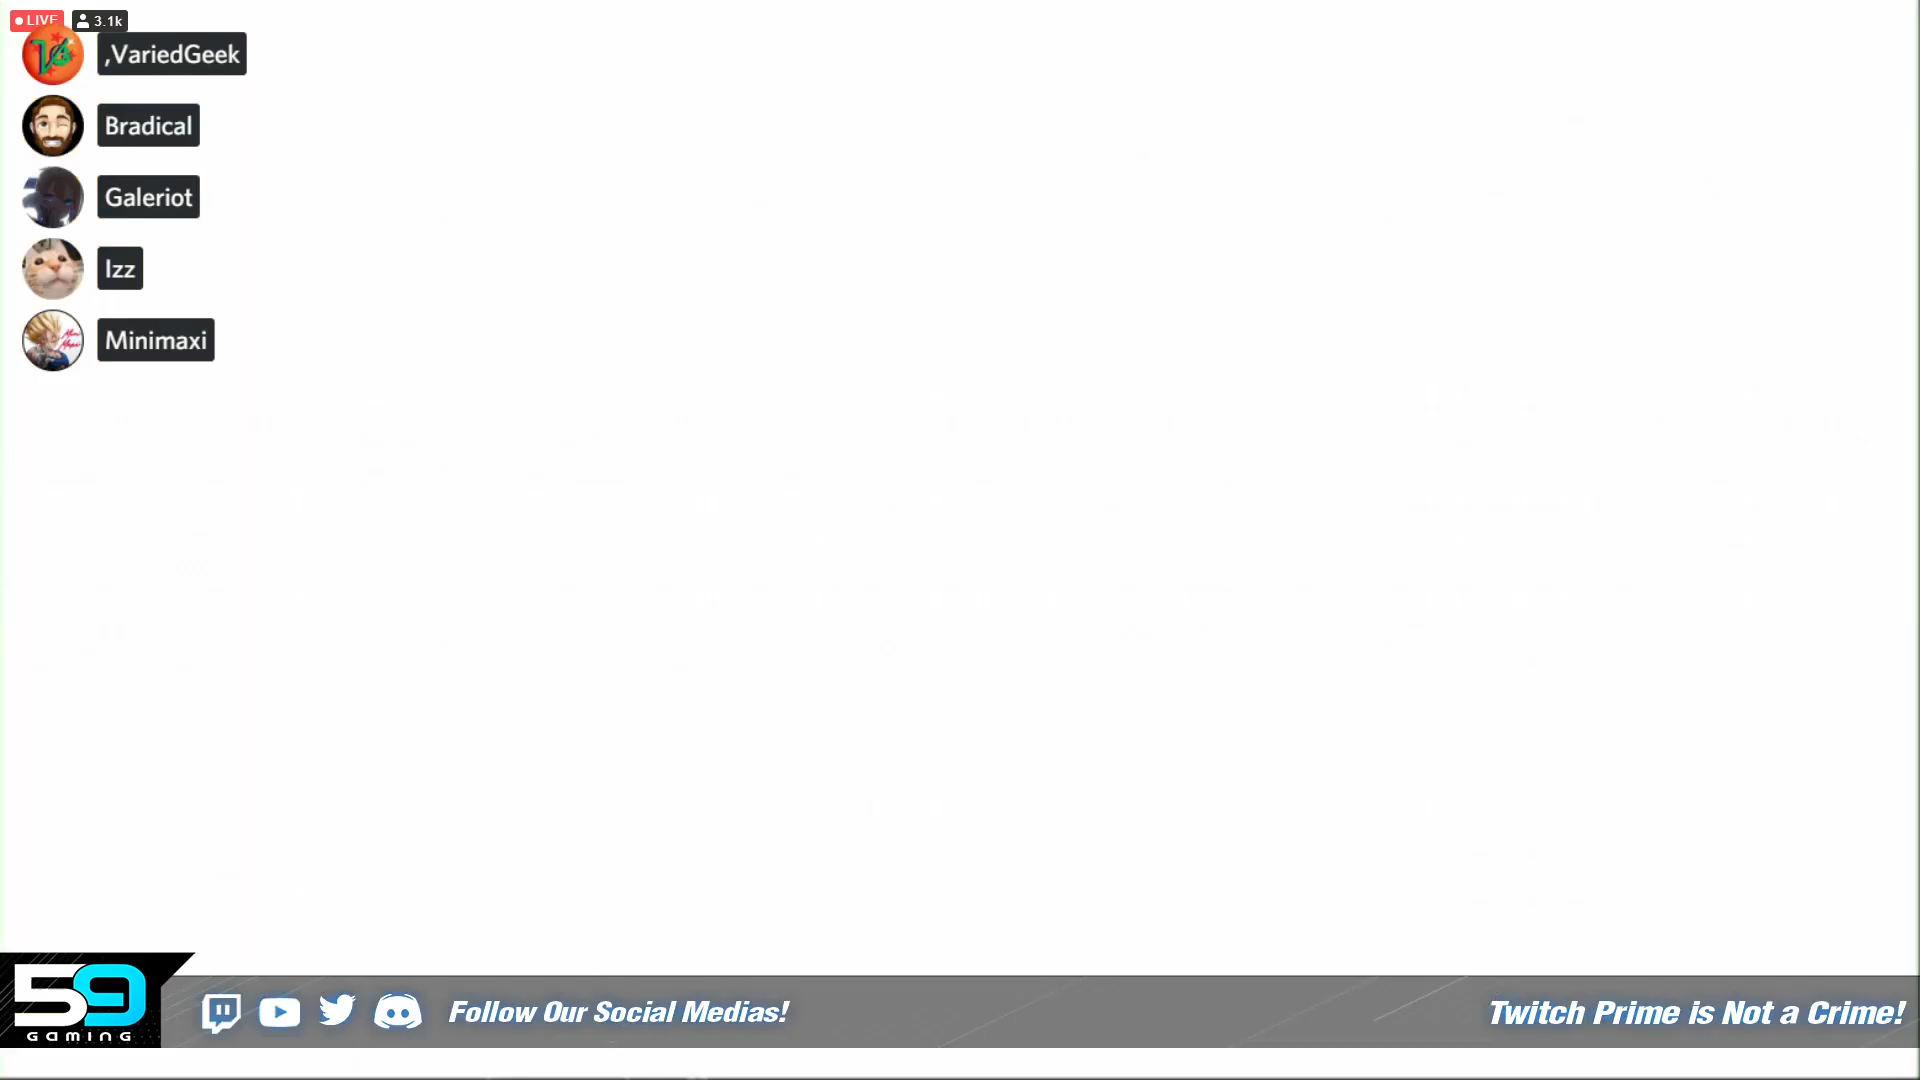 LIVE 3.1k
,VariedGeek
Bradical
Galeriot
Izz
Minimaxi
59
GAMING
Follow Our Social Medias!
Twitch Prime is Not a Crime!